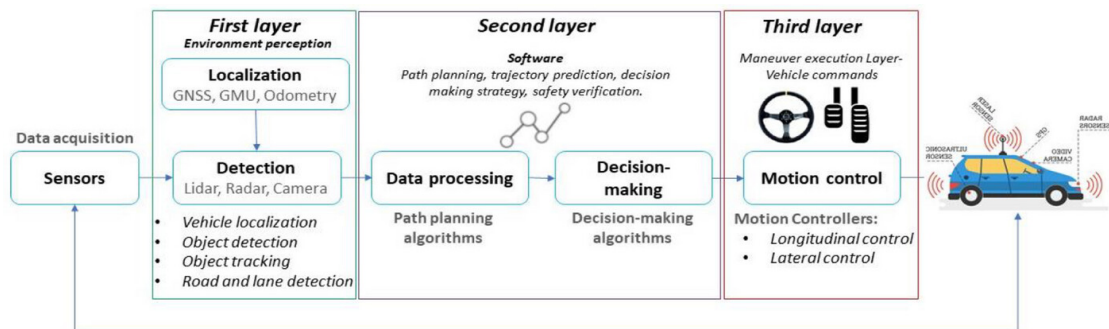 First layer
Environment perception
Localization
GNSS, GMU, Odometry
Data acquisition
Sensors
Detection
Lidar, Radar, Camera
Vehicle localization
Object detection
Object tracking
Road and lane detection
Second layer
Software
Path planning, trajectory prediction, decision
making strategy, safety verification.
Data processing
Path planning
algorithms
Decision-
making
Decision-making
algorithms
Third layer
Maneuver execution Layer-
Vehicle commands
Motion control
Motion Controllers:
Longitudinal control
Lateral control
LASER
SENSOR
GPS
RADAR
SENSORS
VIDEO
CAMERA
ULTRASONIC
SENSOR